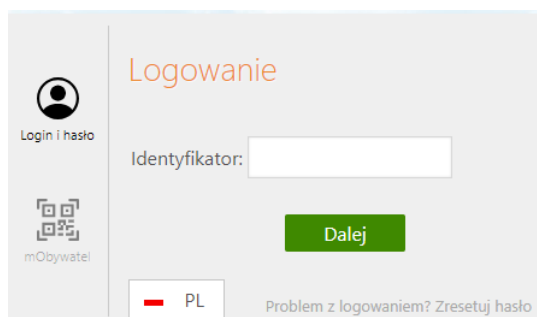 Logowanie
Login i hasło
Identyfikator:
Dalej
mObywatel
PL
Problem z logowaniem? Zresetuj hasło